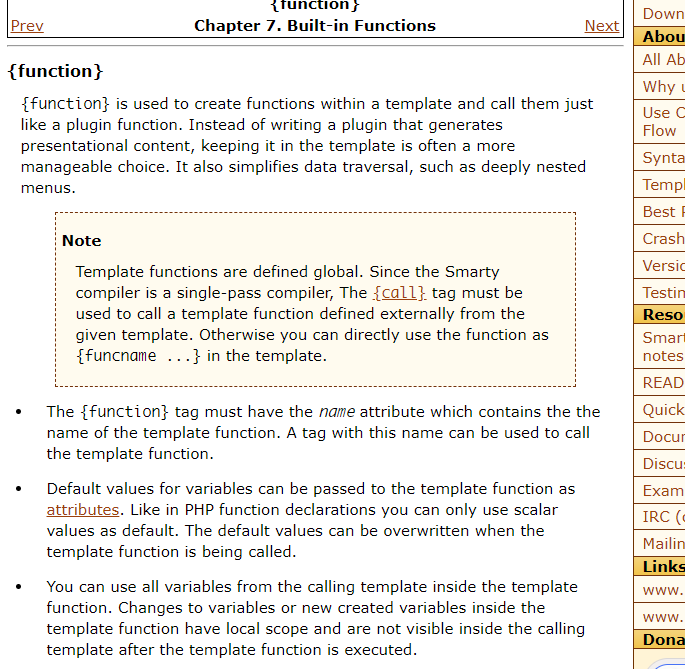 {function}
Prev
Chapter 7. Built-in Functions
Next
{function}
{function} is used to create functions within a template and call them just
like a plugin function. Instead of writing a plugin that generates
presentational content, keeping it in the template is often a more
manageable choice. It also simplifies data traversal, such as deeply nested
menus.
Note
Template functions are defined global. Since the Smarty
compiler is a single-pass compiler, The {call} tag must be
used to call a template function defined externally from the
given template. Otherwise you can directly use the function as
{funcname ...} in the template.
• The {function} tag must have the name attribute which contains the the
name of the template function. A tag with this name can be used to call
the template function.
• Default values for variables can be passed to the template function as
attributes. Like in PHP function declarations you can only use scalar
values as default. The default values can be overwritten when the
template function is being called.
• You can use all variables from the calling template inside the template
function. Changes to variables or new created variables inside the
template function have local scope and are not visible inside the calling
template after the template function is executed.
Down
Abou
All Ab
Why u
Use C
Flow
Synta
Templ
Best P
Crash
Versio
Testin
Reso
Smart
notes
READ
Quick
Docum
Discu
Exam
IRC (
Mailin
Links
www.
www.
Dona